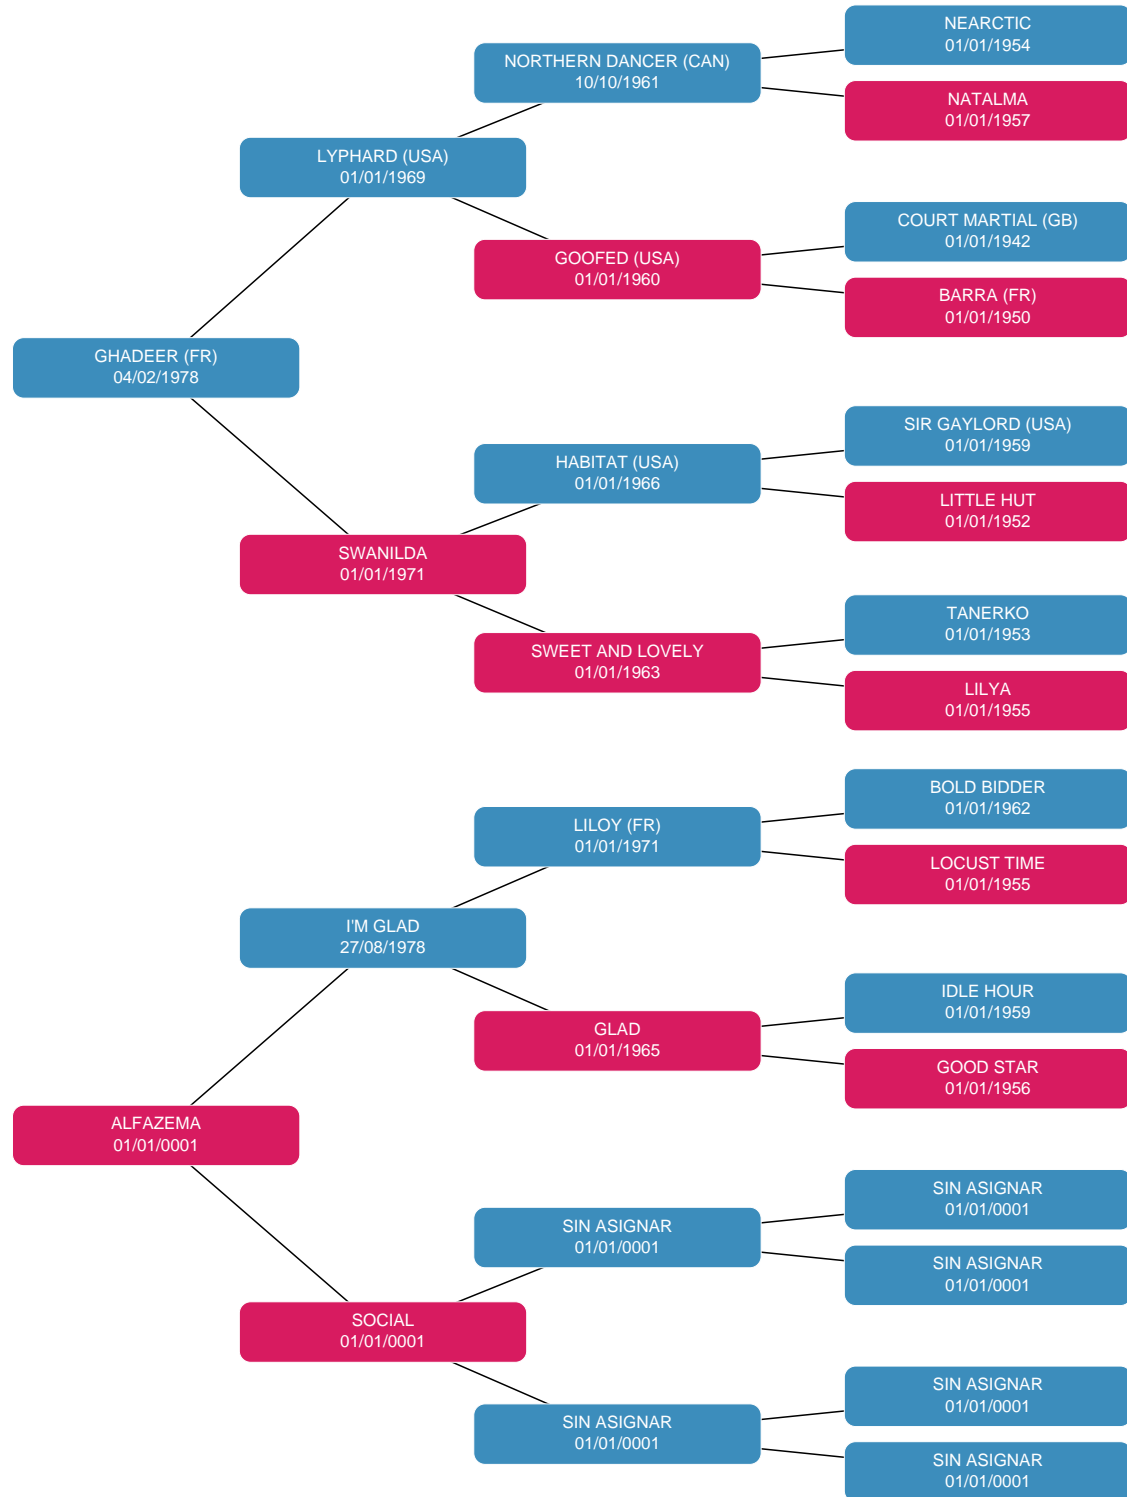 NEARCTIC
01/01/1954
NORTHERN DANCER (CAN)
10/10/1961
NATALMA
01/01/1957
LYPHARD (USA)
01/01/1969
COURT MARTIAL (GB)
01/01/1942
GOOFED (USA)
01/01/1960
BARRA (FR)
01/01/1950
GHADEER (FR)
04/02/1978
SIR GAYLORD (USA)
01/01/1959
HABITAT (USA)
01/01/1966
LITTLE HUT
01/01/1952
SWANILDA
01/01/1971
TANERKO
01/01/1953
SWEET AND LOVELY
01/01/1963
LILYA
01/01/1955
BOLD BIDDER
01/01/1962
LILOY (FR)
01/01/1971
LOCUST TIME
01/01/1955
I'M GLAD
27/08/1978
IDLE HOUR
01/01/1959
GLAD
01/01/1965
GOOD STAR
01/01/1956
ALFAZEMA
01/01/0001
SIN ASIGNAR
01/01/0001
SIN ASIGNAR
01/01/0001
SIN ASIGNAR
01/01/0001
SOCIAL
01/01/0001
SIN ASIGNAR
01/01/0001
SIN ASIGNAR
01/01/0001
SIN ASIGNAR
01/01/0001